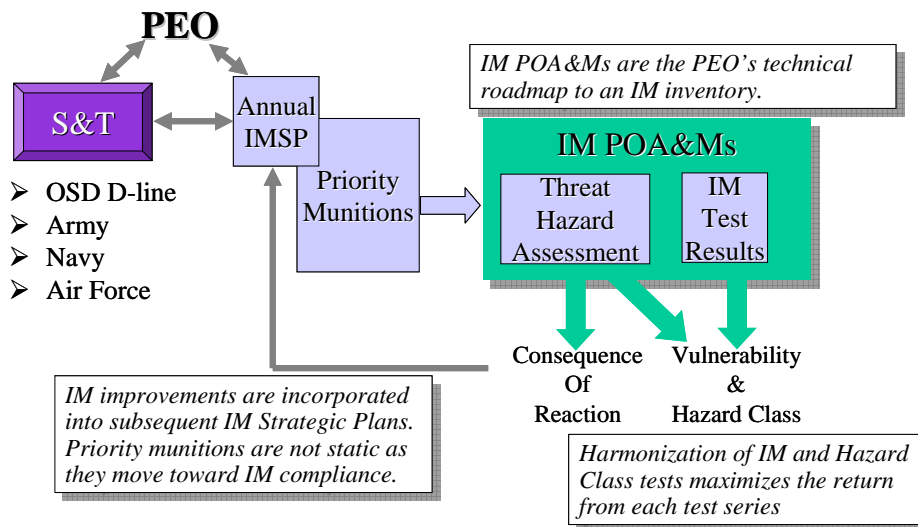 PEO
S&T
Annual
IMSP
Priority
Munitions
➢ OSD D-line
➢ Army
➢ Navy
➢ Air Force
IM POA&Ms are the PEO's technical
roadmap to an IM inventory.
IM POA&Ms
Threat
Hazard
Assessment
IM
Test
Results
Consequence
Of
Reaction
Vulnerability
&
Hazard Class
IM improvements are incorporated
into subsequent IM Strategic Plans.
Priority munitions are not static as
they move toward IM compliance.
Harmonization of IM and Hazard
Class tests maximizes the return
from each test series